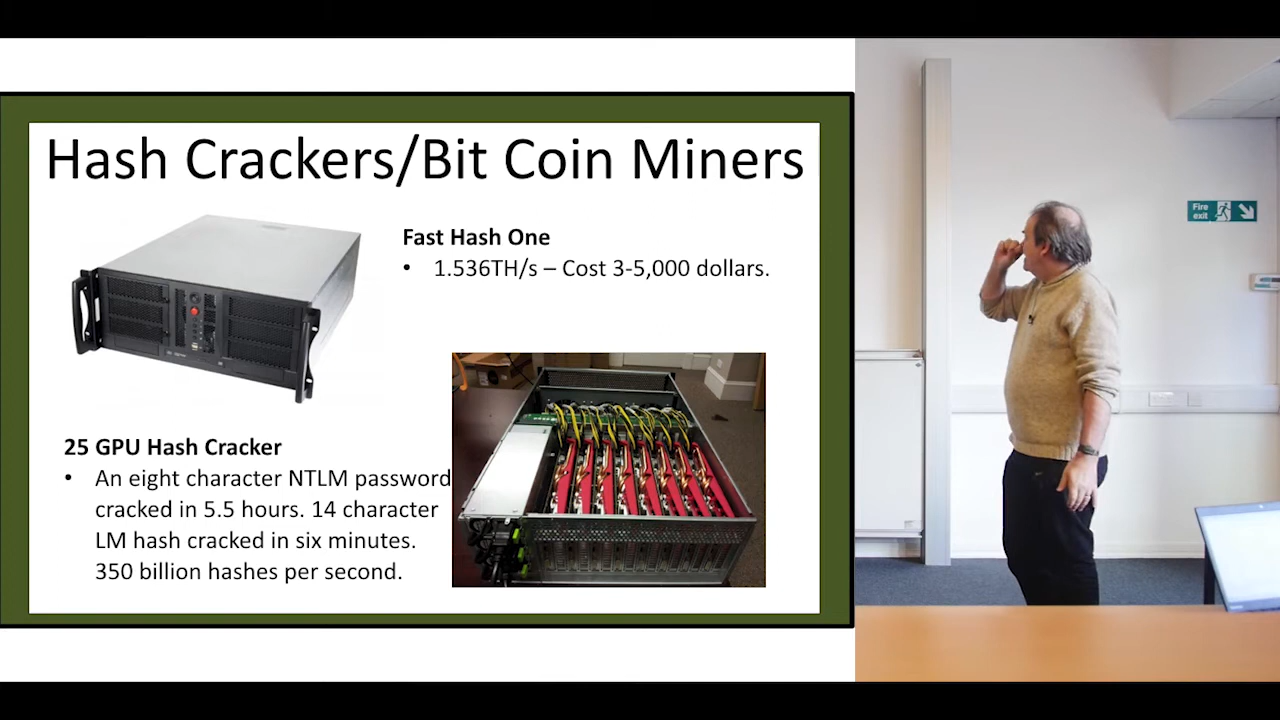 Hash Crackers/Bit Coin Miners
Fast Hash One
• 1.536TH/s – Cost 3-5,000 dollars.
25 GPU Hash Cracker
• An eight character NTLM password
cracked in 5.5 hours. 14 character
LM hash cracked in six minutes.
350 billion hashes per second.
Fire
exit